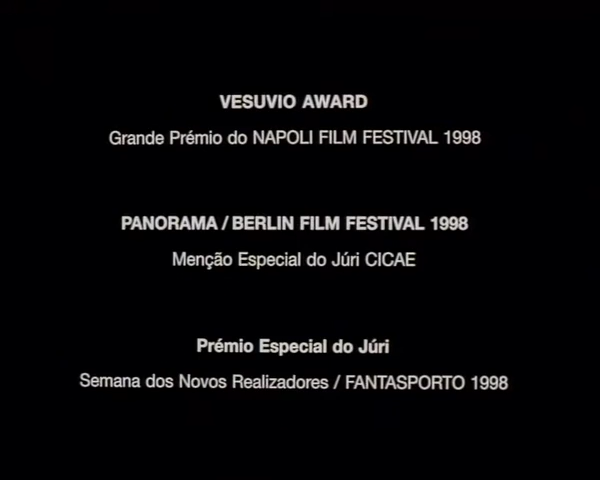 VESUVIO AWARD
Grande Prémio do NAPOLI FILM FESTIVAL 1998
PANORAMA / BERLIN FILM FESTIVAL 1998
Menção Especial do Júri CICAE
Prémio Especial do Júri
Semana dos Novos Realizadores / FANTASPORTO 1998